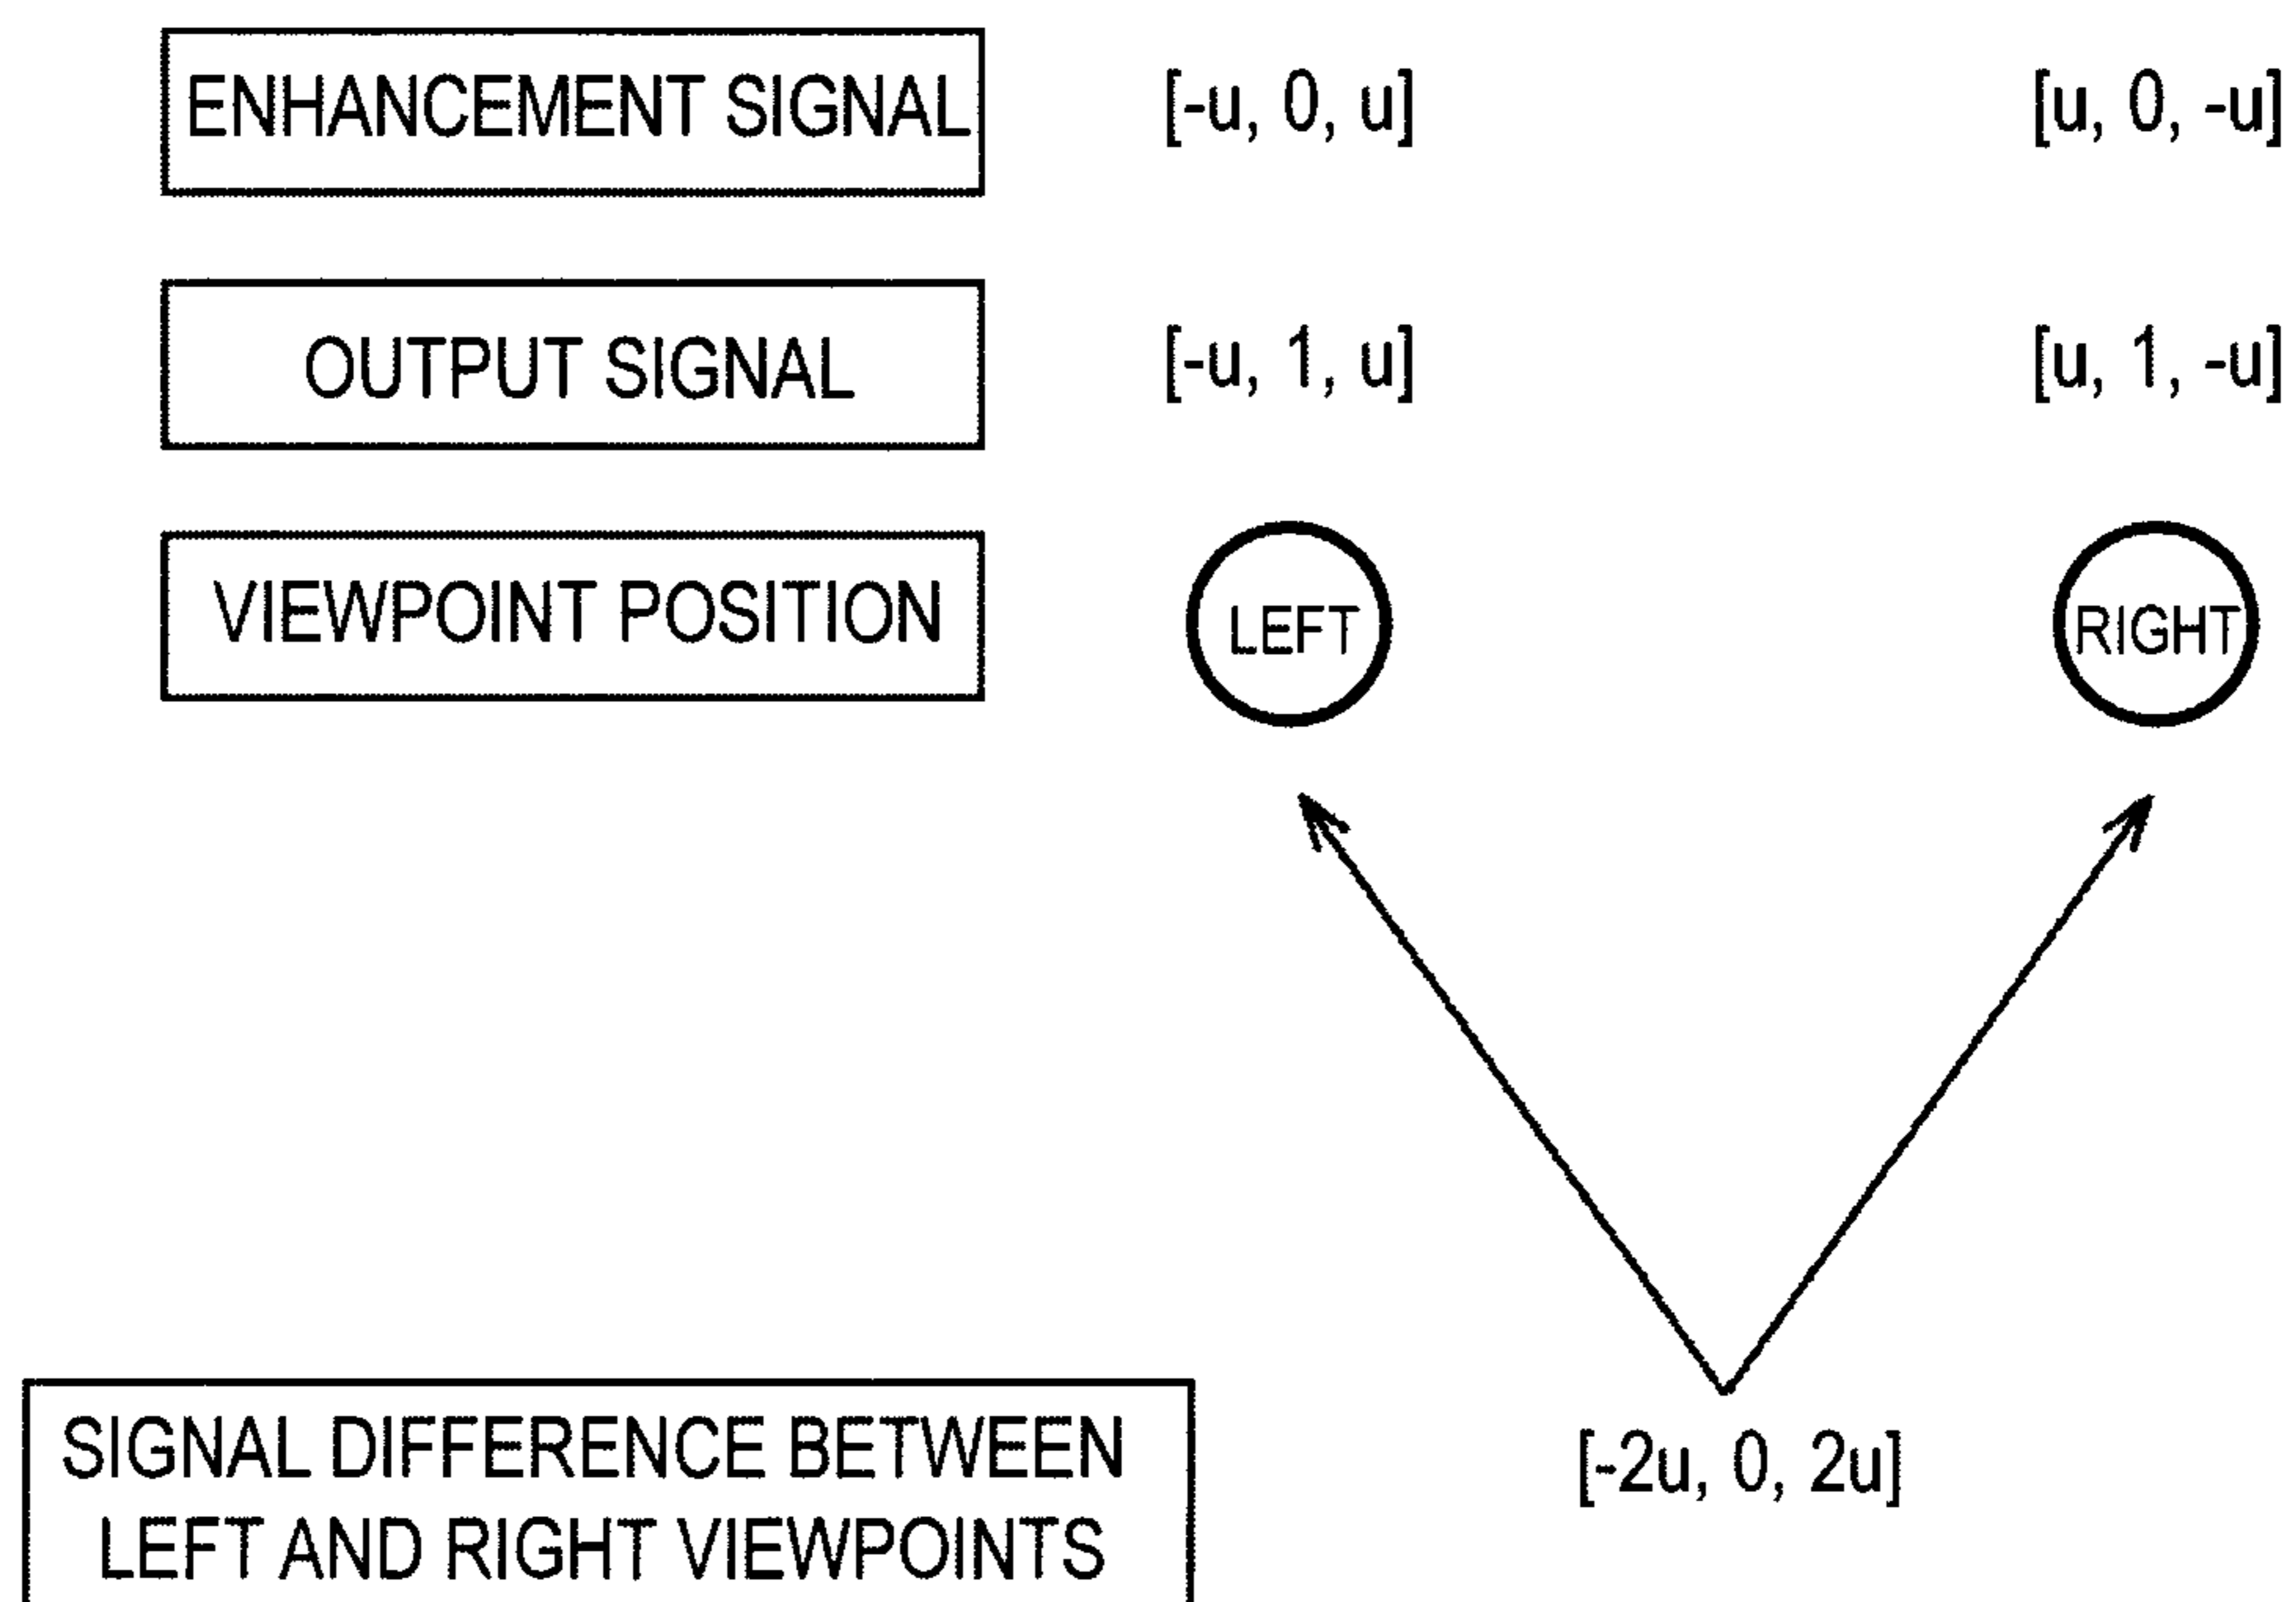 ENHANCEMENT SIGNAL [-u, 0, u] [u, 0, -u]
OUTPUT SIGNAL [-u, 1, u] [u, 1, -u]
VIEWPOINT POSITION LEFT RIGHT
SIGNAL DIFFERENCE BETWEEN
LEFT AND RIGHT VIEWPOINTS
[-2u, 0, 2u]